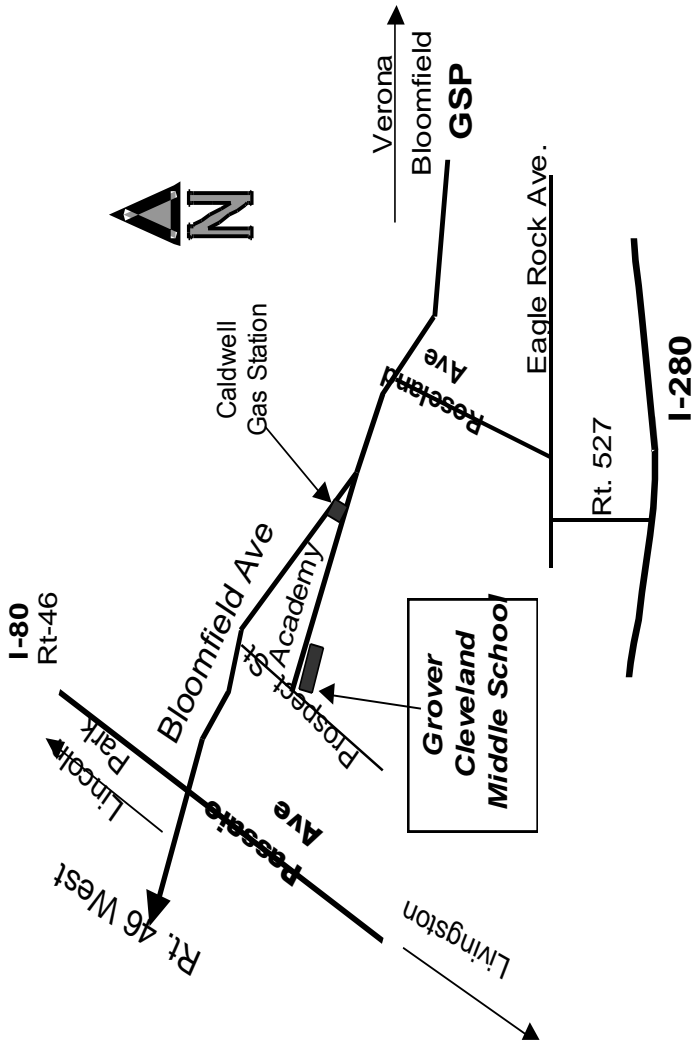 I-80
Rt-46
Lincoln
Park
Rt. 46 West
Bloomfield Ave
Passaic
Ave
Livingston
Prospect St
Academy
Caldwell
Gas Station
N
Verona
Bloomfield
GSP
Roseland
Ave
Eagle Rock Ave.
Rt. 527
I-280
Grover
Cleveland
Middle School